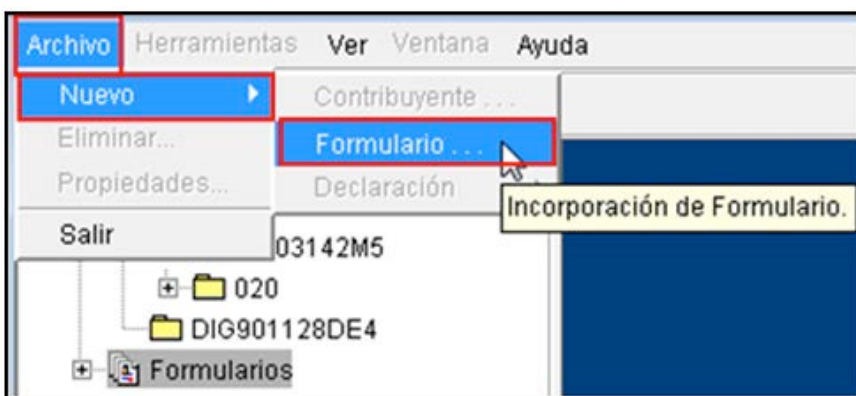 Archivo Herramientas Ver Ventana Ayuda
Nuevo
Contribuyente . . .
Eliminar...
Formulario . . .
Propiedades...
Declaración
Incorporación de Formulario.
Salir
03142M5
020
DIG901128DE4
Formularios